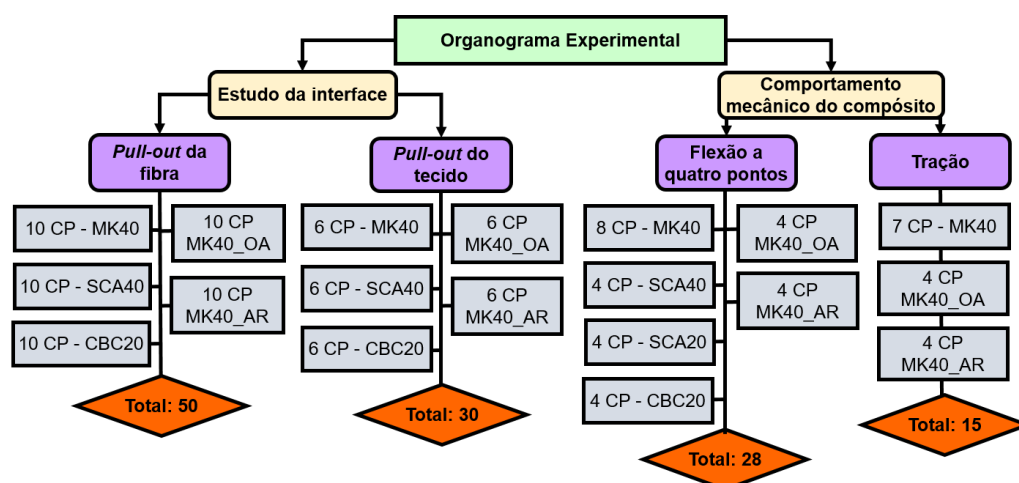 Organograma Experimental
Estudo da interface
Comportamento
mecânico do compósito
Pull-out da
fibra
Pull-out do
tecido
Flexão a
quatro pontos
Tração
10 CP - MK40
10 CP
MK40_OA
10 CP - SCA40
10 CP
MK40_AR
10 CP - CBC20
Total: 50
6 CP - MK40
6 CP
MK40_OA
6 CP - SCA40
6 CP
MK40_AR
6 CP - CBC20
Total: 30
8 CP - MK40
4 CP
MK40_OA
4 CP - SCA40
4 CP
MK40_AR
4 CP - SCA20
4 CP - CBC20
Total: 28
7 CP - MK40
4 CP
MK40_OA
4 CP
MK40_AR
Total: 15